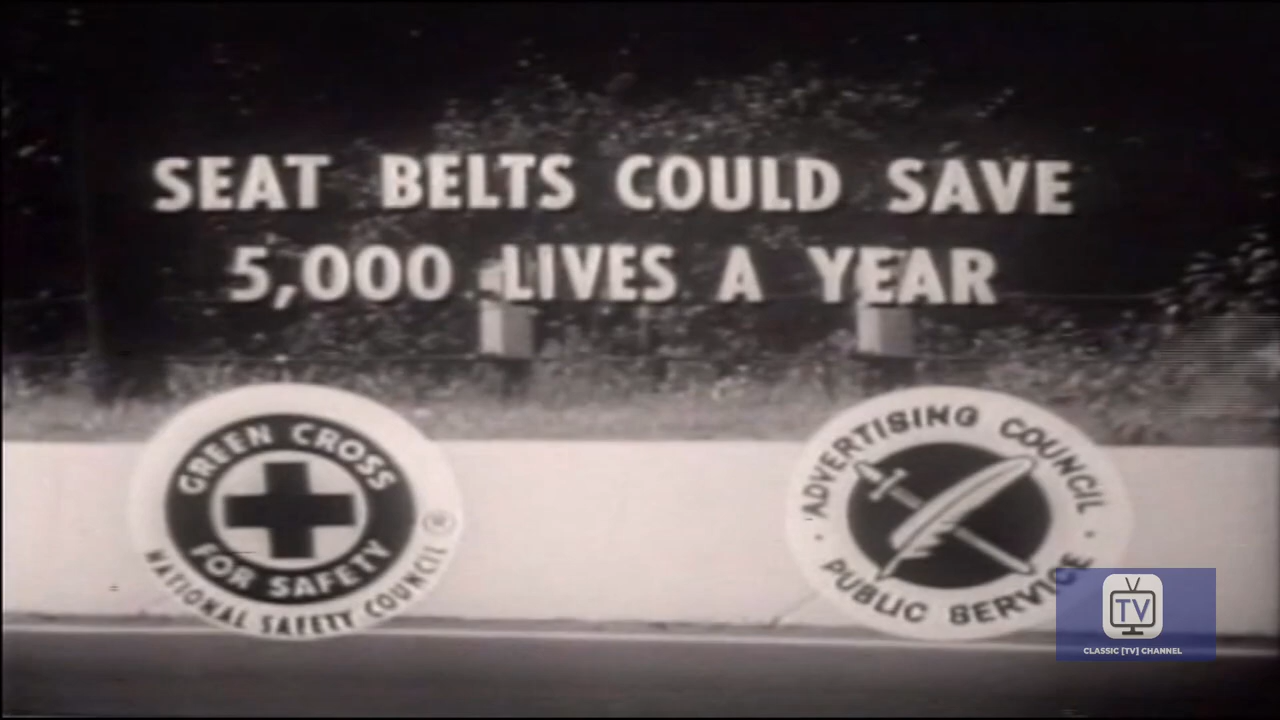 SEAT BELTS COULD SAVE
5,000 LIVES A YEAR
GREEN CROSS
FOR SAFETY
NATIONAL SAFETY COUNCIL ®
ADVERTISING COUNCIL
PUBLIC SERVICE
TV
CLASSIC [TV] CHANNEL